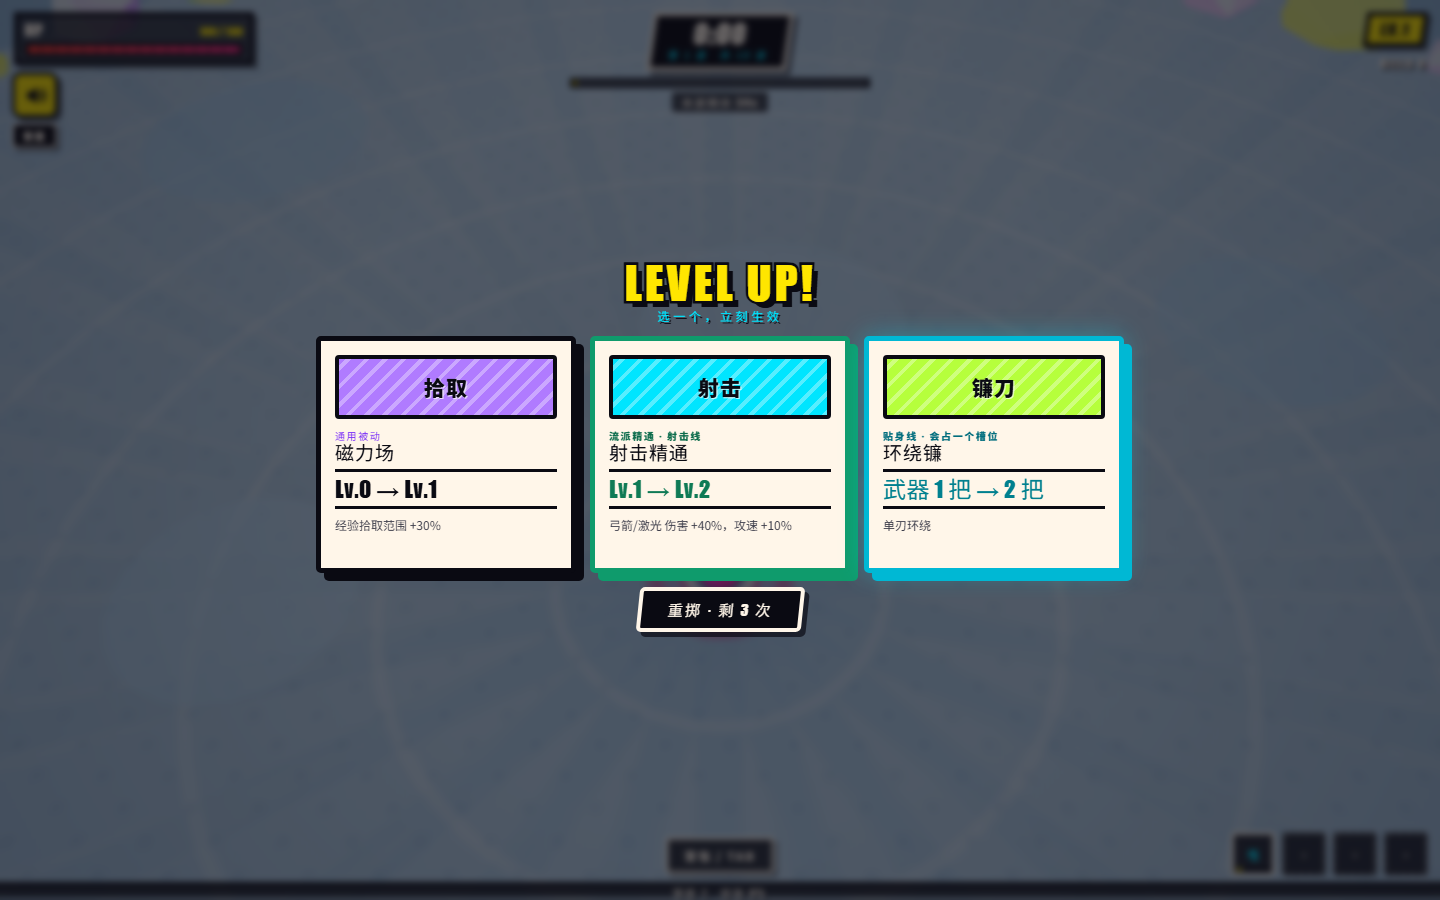 0:00
LEVEL UP!
选一个，立刻生效
拾取
通用被动
磁力场
Lv.0 → Lv.1
经验拾取范围 +30%
射击
流派精通 · 射击线
射击精通
Lv.1 → Lv.2
弓箭/激光 伤害 +40%，攻速 +10%
镰刀
贴身线 · 会占一个槽位
环绕镰
武器 1 把 → 2 把
单刃环绕
重掷 · 剩 3 次